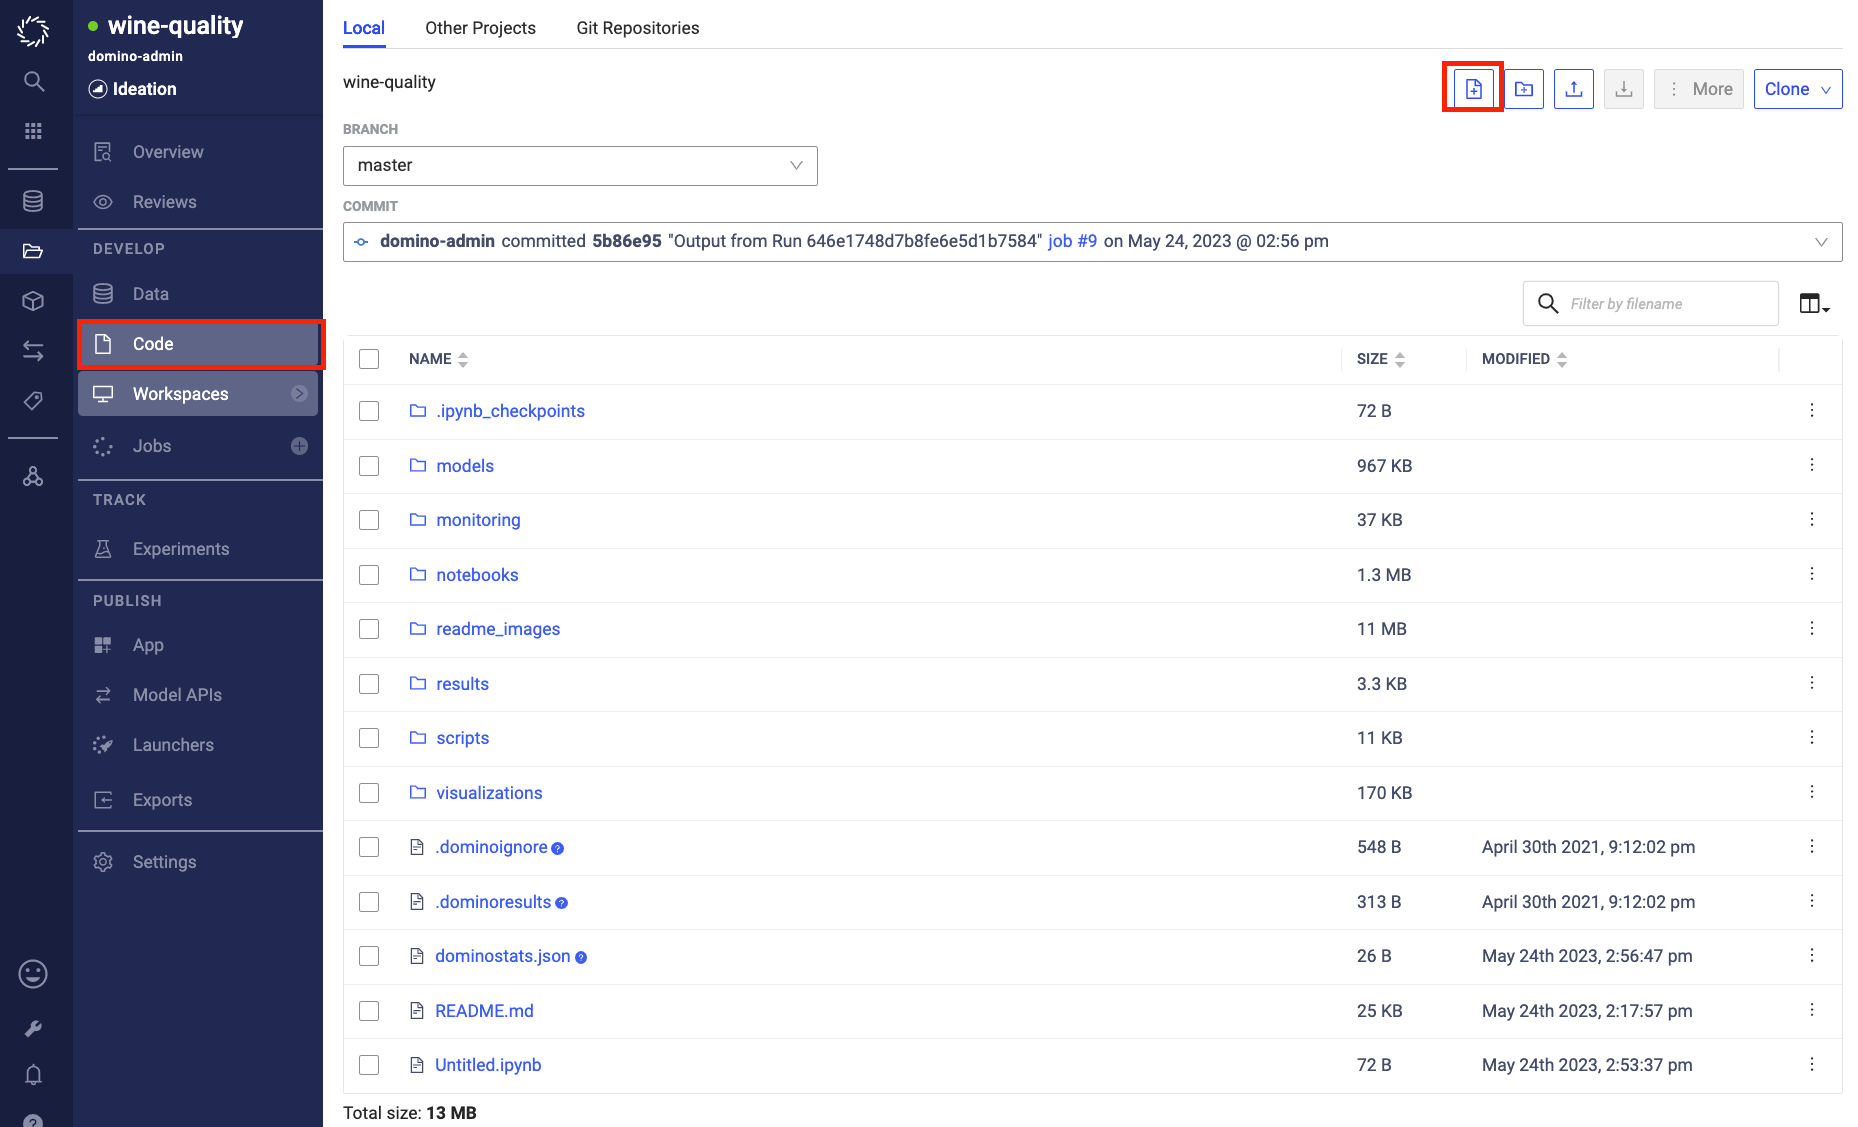 wine-quality
domino-admin
Ideation
Overview
Reviews
DEVELOP
Data
Code
Workspaces
Jobs
TRACK
Experiments
PUBLISH
App
Model APIs
Launchers
Exports
Settings
Local Other Projects Git Repositories
wine-quality
More Clone
BRANCH
master
COMMIT
domino-admin committed 5b86e95 "Output from Run 646e1748d7b8fe6e5d1b7584" job #9 on May 24, 2023 @ 02:56 pm
Filter by filename
NAME SIZE MODIFIED
.ipynb_checkpoints 72 B
models 967 KB
monitoring 37 KB
notebooks 1.3 MB
readme_images 11 MB
results 3.3 KB
scripts 11 KB
visualizations 170 KB
.dominoignore ? 548 B April 30th 2021, 9:12:02 pm
.dominoresults ? 313 B April 30th 2021, 9:12:02 pm
dominostats.json ? 26 B May 24th 2023, 2:56:47 pm
README.md 25 KB May 24th 2023, 2:17:57 pm
Untitled.ipynb 72 B May 24th 2023, 2:53:37 pm
Total size: 13 MB